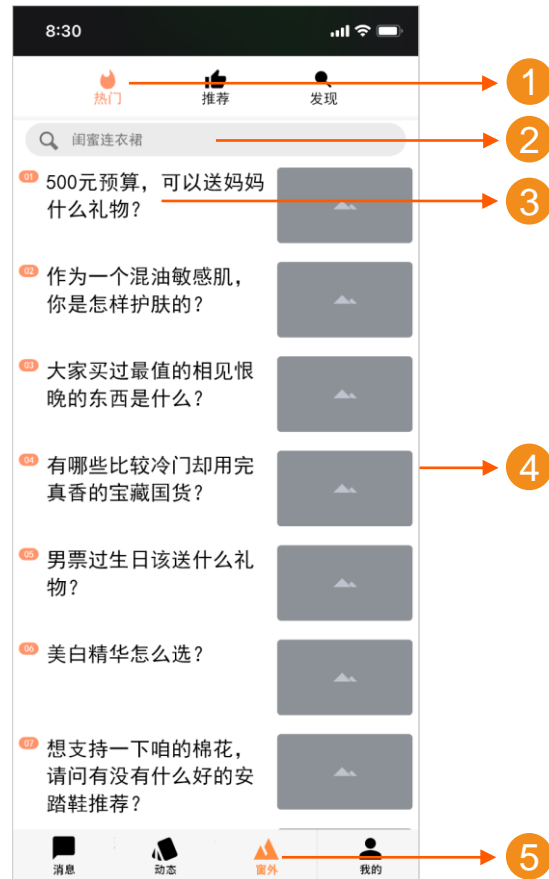 8:30
热门
推荐
发现
1
闺蜜连衣裙
2
01
500元预算，可以送妈妈
什么礼物？
3
02
作为一个混油敏感肌，
你是怎样护肤的？
03
大家买过最值的相见恨
晚的东西是什么？
04
有哪些比较冷门却用完
真香的宝藏国货？
4
05
男票过生日该送什么礼
物？
06
美白精华怎么选？
07
想支持一下咱的棉花，
请问有没有什么好的安
踏鞋推荐？
消息
动态
窗外
我的
5